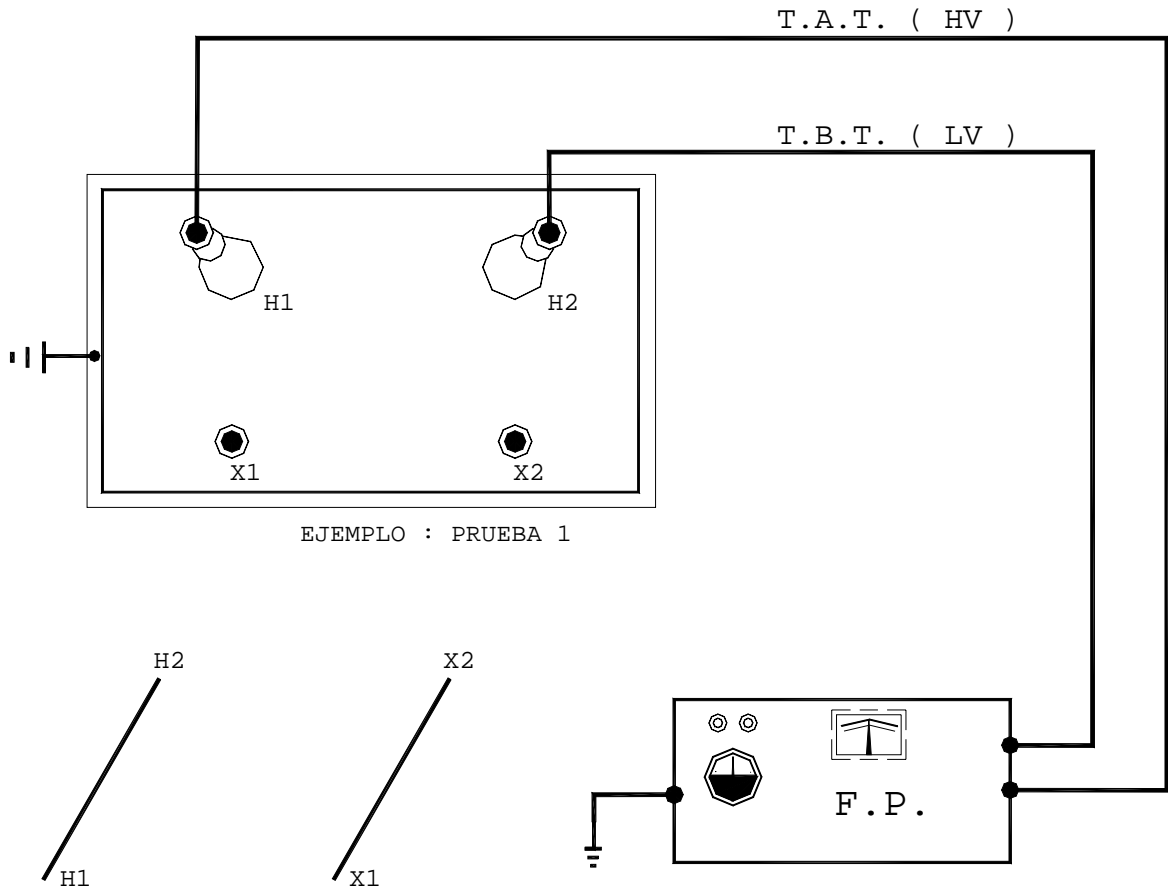 T.A.T. ( HV )
T.B.T. ( LV )
H1
H2
X1
X2
EJEMPLO : PRUEBA 1
H2
X2
F.P.
H1
X1